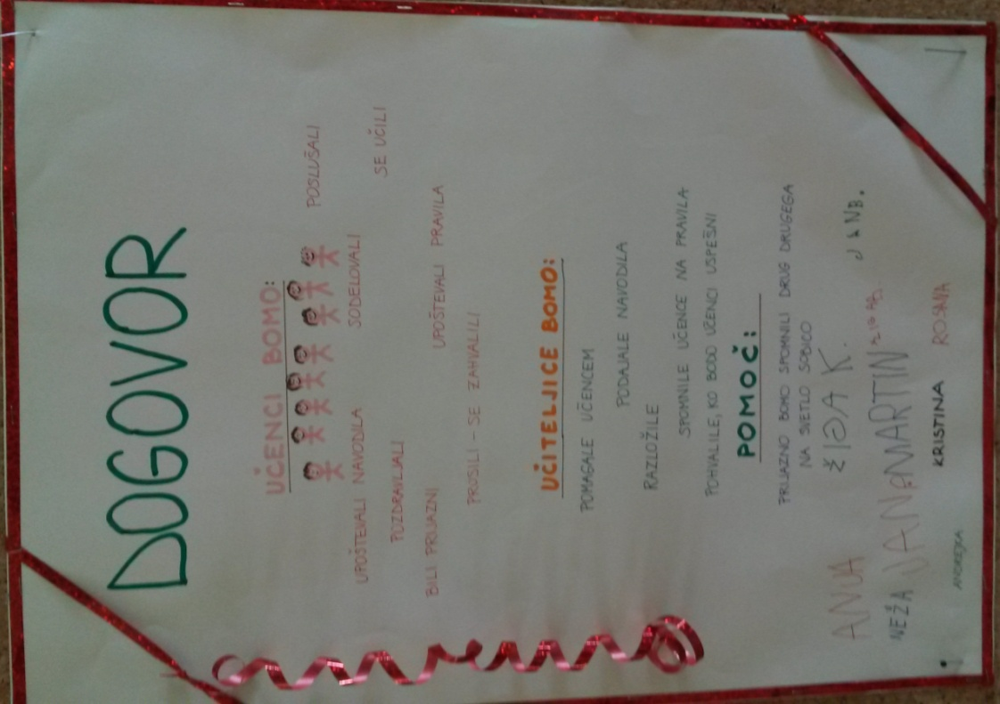 DOGOVOR
UČENCI BOMO:
POSLUŠALI
UPOŠTEVALI NAVODILA SODELOVALI
POZDRAVLJALI SE UČILI
BILI PRIJAZNI UPOŠTEVALI PRAVILA
PROSILI - SE ZAHVALILI
UČITELJICE BOMO:
POMAGALE UČENCEM
PODAJALE NAVODILA
RAZLOŽILE
SPOMNILE UČENCE NA PRAVILA
POHVALILE, KO BODO UČENCI USPEŠNI
POMOČ:
PRIJAZNO BOMO SPOMNILI DRUG DRUGEGA
NA SVETLO SOBICO
ANJA ŽIGA K. JAN B.
NEŽA JANA MARTIN
KRISTINA ROSANA
ANDREJKA